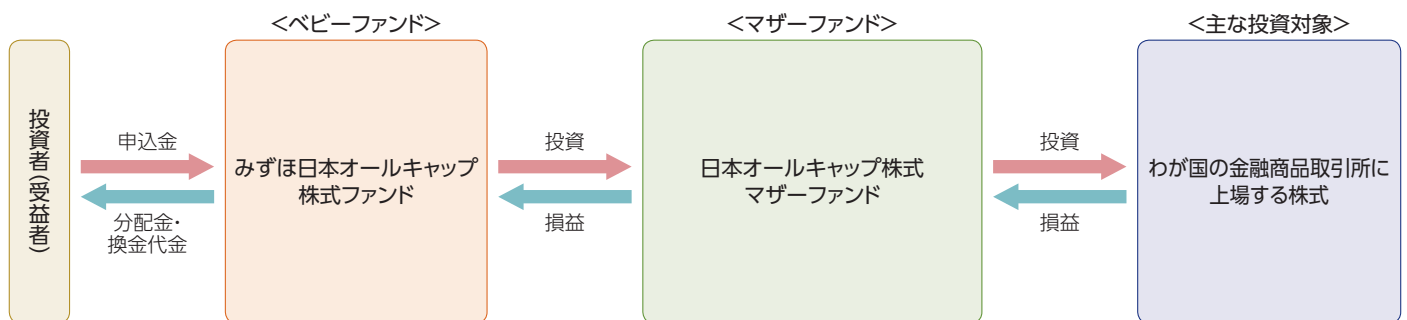 <ベビーファンド>
<マザーファンド>
<主な投資対象>
投資者(受益者)
申込金
分配金・
換金代金
みずほ日本オールキャップ
株式ファンド
投資
損益
日本オールキャップ株式
マザーファンド
投資
損益
わが国の金融商品取引所に
上場する株式